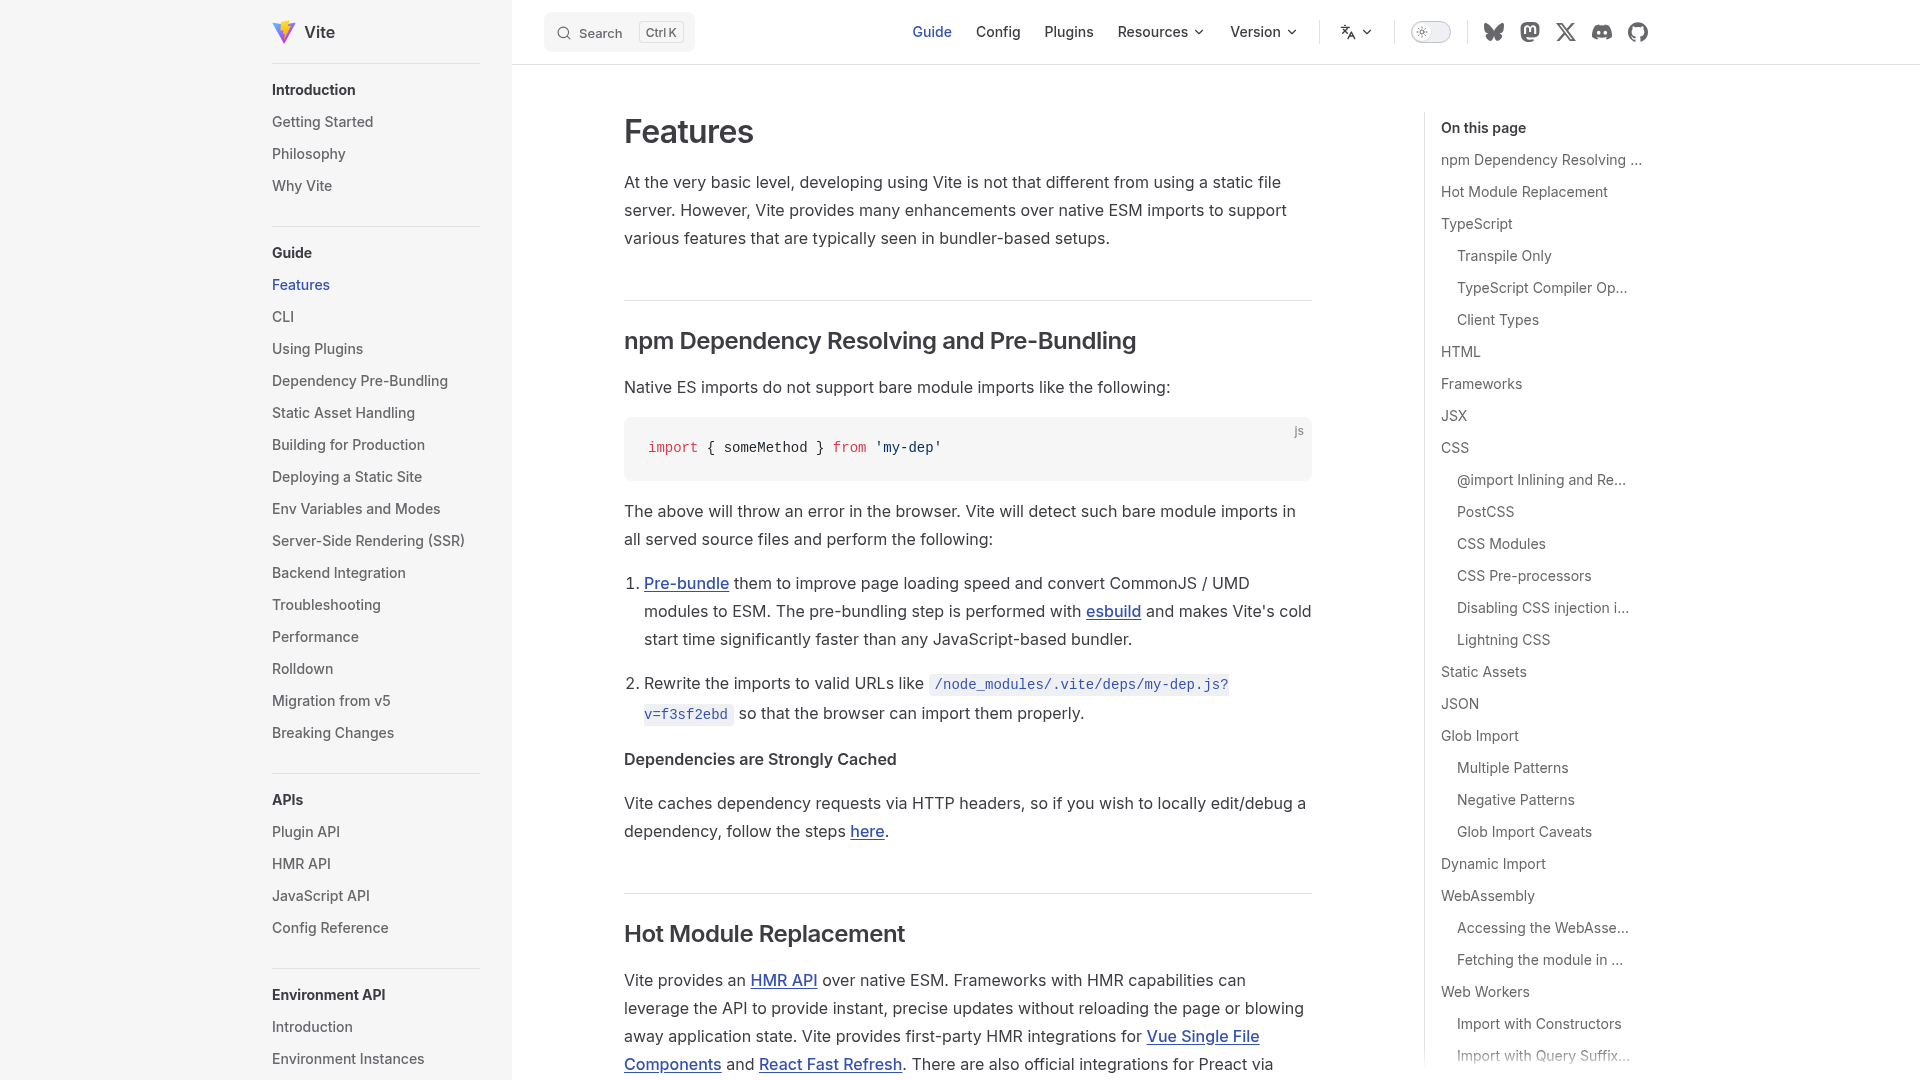 Vite
Search
Ctrl K
Guide
Config
Plugins
Resources
Version
Introduction
Getting Started
Philosophy
Why Vite
Guide
Features
CLI
Using Plugins
Dependency Pre-Bundling
Static Asset Handling
Building for Production
Deploying a Static Site
Env Variables and Modes
Server-Side Rendering (SSR)
Backend Integration
Troubleshooting
Performance
Rolldown
Migration from v5
Breaking Changes
APIs
Plugin API
HMR API
JavaScript API
Config Reference
Environment API
Introduction
Environment Instances
Features
At the very basic level, developing using Vite is not that different from using a static file
server. However, Vite provides many enhancements over native ESM imports to support
various features that are typically seen in bundler-based setups.
npm Dependency Resolving and Pre-Bundling
Native ES imports do not support bare module imports like the following:
js
import { someMethod } from 'my-dep'
The above will throw an error in the browser. Vite will detect such bare module imports in
all served source files and perform the following:
1. Pre-bundle them to improve page loading speed and convert CommonJS / UMD
modules to ESM. The pre-bundling step is performed with esbuild and makes Vite's cold
start time significantly faster than any JavaScript-based bundler.
2. Rewrite the imports to valid URLs like /node_modules/.vite/deps/my-dep.js?
v=f3sf2ebd so that the browser can import them properly.
Dependencies are Strongly Cached
Vite caches dependency requests via HTTP headers, so if you wish to locally edit/debug a
dependency, follow the steps here.
Hot Module Replacement
Vite provides an HMR API over native ESM. Frameworks with HMR capabilities can
leverage the API to provide instant, precise updates without reloading the page or blowing
away application state. Vite provides first-party HMR integrations for Vue Single File
Components and React Fast Refresh. There are also official integrations for Preact via
On this page
npm Dependency Resolving ...
Hot Module Replacement
TypeScript
Transpile Only
TypeScript Compiler Op...
Client Types
HTML
Frameworks
JSX
CSS
@import Inlining and Re...
PostCSS
CSS Modules
CSS Pre-processors
Disabling CSS injection i...
Lightning CSS
Static Assets
JSON
Glob Import
Multiple Patterns
Negative Patterns
Glob Import Caveats
Dynamic Import
WebAssembly
Accessing the WebAsse...
Fetching the module in ...
Web Workers
Import with Constructors
Import with Query Suffix...